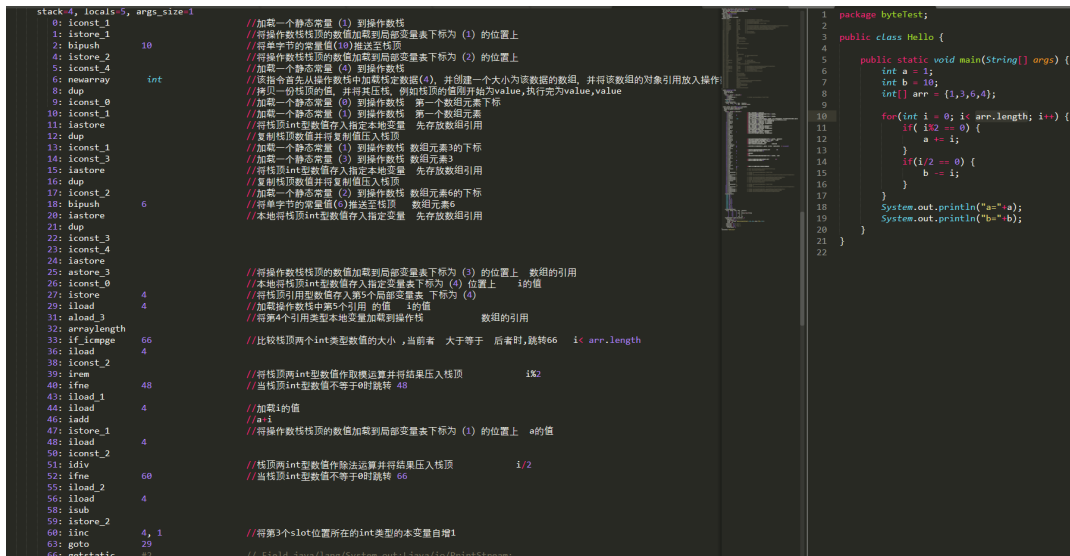 stack=4, locals=5, args_size=1
0: iconst_1 //加载一个静态常量 (1) 到操作数栈
1: istore_1 //将操作数栈栈顶的数值加载到局部变量表下标为 (1) 的位置上
2: bipush 10 //将单字节的常量值(10)推送至栈顶
4: istore_2 //将操作数栈栈顶的数值加载到局部变量表下标为 (2) 的位置上
5: iconst_4 //加载一个静态常量 (4) 到操作数栈
6: newarray int //该指令首先从操作数栈中加载栈定数据(4), 并创建一个大小为该数据的数组, 并将该数组的对象引用放入操作
8: dup //拷贝一份栈顶的值, 并将其压栈, 例如栈顶的值刚开始为value,执行完为value,value
9: iconst_0 //加载一个静态常量 (0) 到操作数栈 第一个数组元素下标
10: iconst_1 //加载一个静态常量 (1) 到操作数栈 第一个数组元素
11: iastore //将栈顶int型数值存入指定本地变量 先存放数组引用
12: dup //复制栈顶数值并将复制值压入栈顶
13: iconst_1 //加载一个静态常量 (1) 到操作数栈 数组元素3的下标
14: iconst_3 //加载一个静态常量 (3) 到操作数栈 数组元素3
15: iastore //将栈顶int型数值存入指定本地变量 先存放数组引用
16: dup //复制栈顶数值并将复制值压入栈顶
17: iconst_2 //加载一个静态常量 (2) 到操作数栈 数组元素6的下标
18: bipush 6 //将单字节的常量值(6)推送至栈顶 数组元素6
20: iastore //本地将栈顶int型数值存入指定变量 先存放数组引用
21: dup
22: iconst_3
23: iconst_4
24: iastore
25: astore_3 //将操作数栈栈顶的数值加载到局部变量表下标为 (3) 的位置上 数组的引用
26: iconst_0 //本地将栈顶int型数值存入指定变量表下标为 (4) 位置上 i的值
27: istore 4 //将栈顶引用型数值存入第5个局部变量表 下标为 (4)
29: iload 4 //加载操作数栈中第5个引用 的值 i的值
31: aload_3 //将第4个引用类型本地变量加载到操作栈 数组的引用
32: arraylength
33: if_icmpge 66 //比较栈顶两个int类型数值的大小 ,当前者 大于等于 后者时,跳转66 i< arr.length
36: iload 4
38: iconst_2
39: irem //将栈顶两int型数值作取模运算并将结果压入栈顶 i%2
40: ifne 48 //当栈顶int型数值不等于0时跳转 48
43: iload_1
44: iload 4 //加载i的值
46: iadd //a+i
47: istore_1 //将操作数栈栈顶的数值加载到局部变量表下标为 (1) 的位置上 a的值
48: iload 4
50: iconst_2
51: idiv //栈顶两int型数值作除法运算并将结果压入栈顶 i/2
52: ifne 60 //当栈顶int型数值不等于0时跳转 66
55: iload_2
56: iload 4
58: isub
59: istore_2
60: iinc 4, 1 //将第3个slot位置所在的int类型的本变量自增1
63: goto 29
66: getstatic #2 // Field java/lang/System.out:Ljava/io/PrintStream;
1 package byteTest;
2
3 public class Hello {
4
5 public static void main(String[] args) {
6 int a = 1;
7 int b = 10;
8 int[] arr = {1,3,6,4};
9
10 for(int i = 0; i< arr.length; i++) {
11 if( i%2 == 0) {
12 a += i;
13 }
14 if(i/2 == 0) {
15 b -= i;
16 }
17 }
18 System.out.println("a="+a);
19 System.out.println("b="+b);
20 }
21 }
22